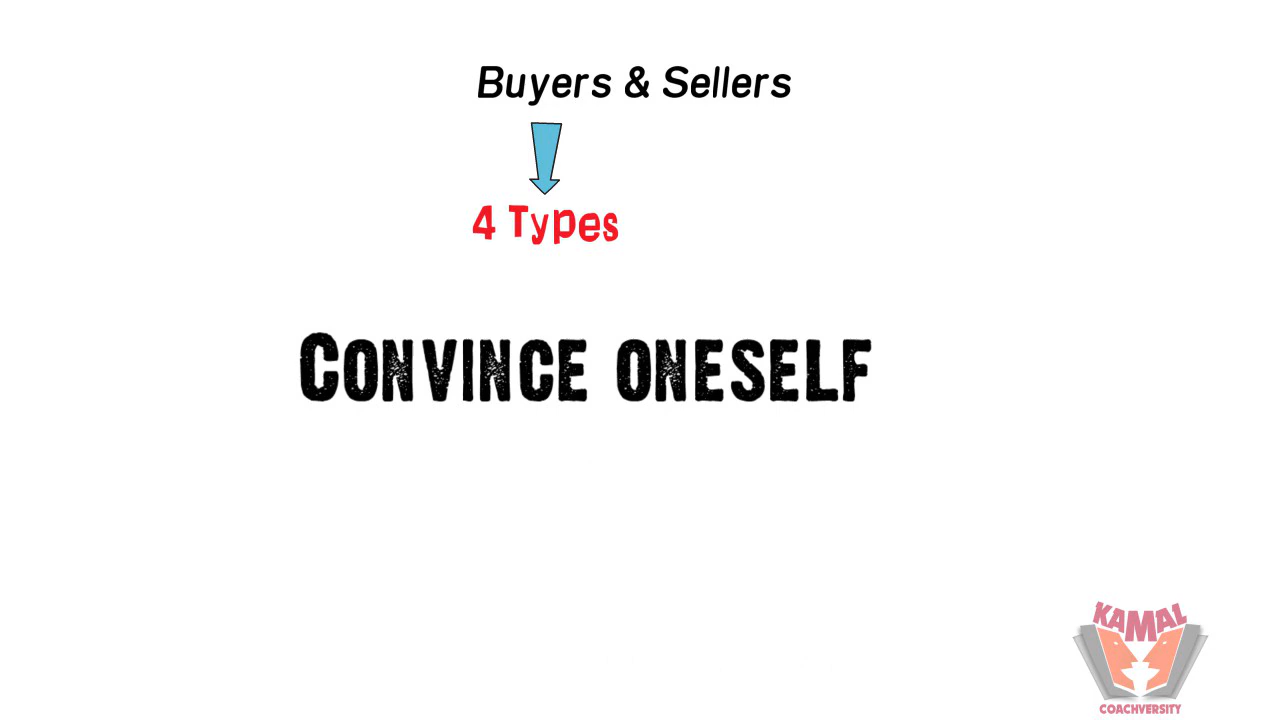 Buyers & Sellers
4 Types
Convince oneself
KAMAL
COACHVERSITY